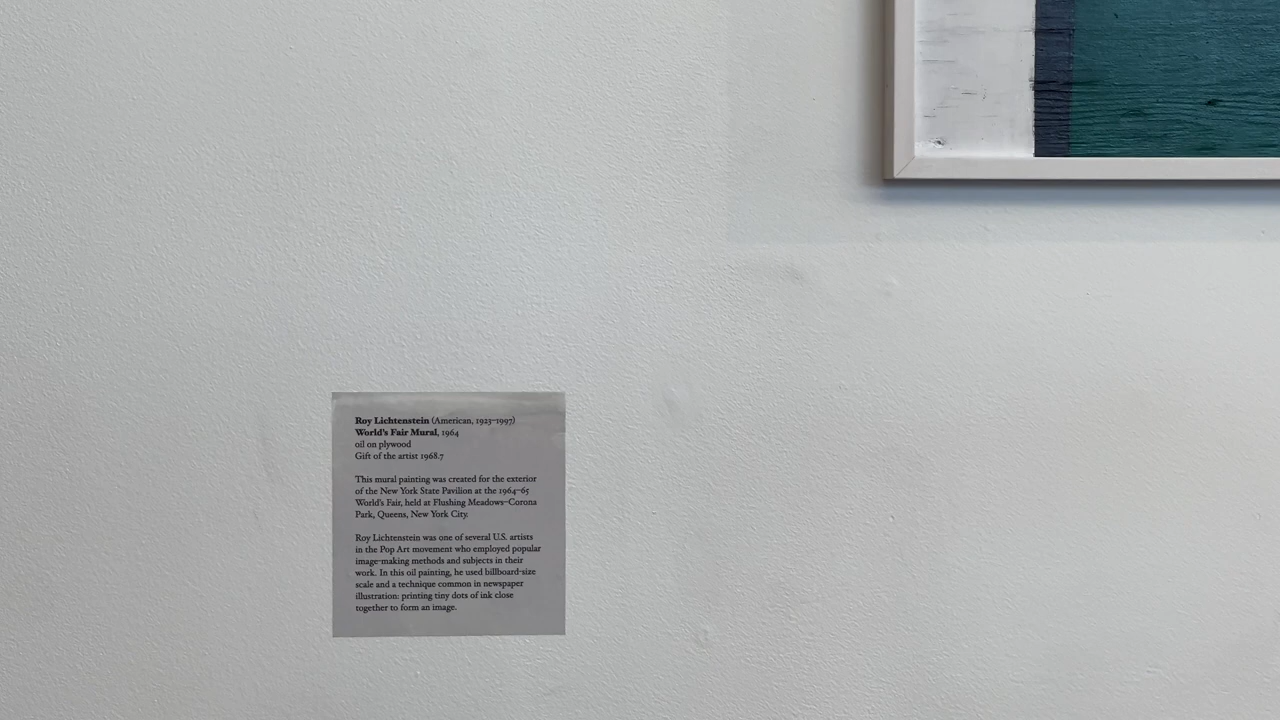 Roy Lichtenstein (American, 1923–1997)
World's Fair Mural, 1964
oil on plywood
Gift of the artist 1968.7
This mural painting was created for the exterior
of the New York State Pavilion at the 1964–65
World's Fair, held at Flushing Meadows–Corona
Park, Queens, New York City.
Roy Lichtenstein was one of several U.S. artists
in the Pop Art movement who employed popular
image-making methods and subjects in their
work. In this oil painting, he used billboard-size
scale and a technique common in newspaper
illustration: printing tiny dots of ink close
together to form an image.